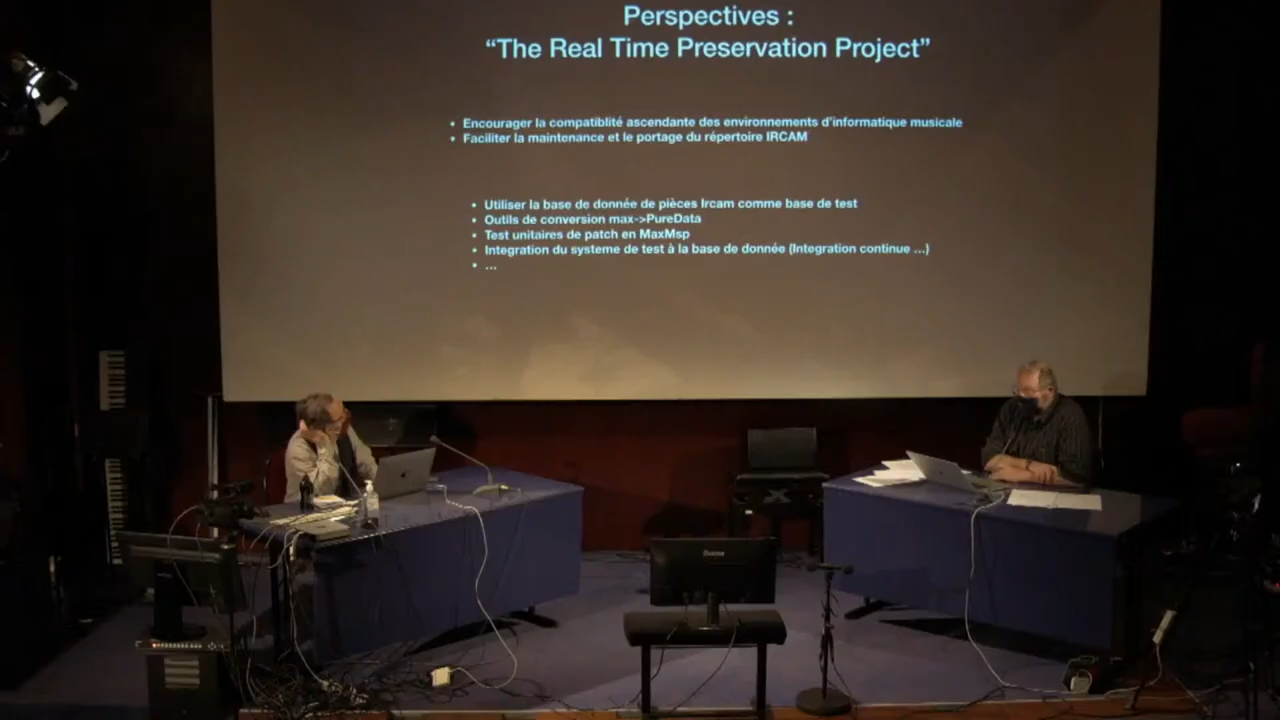 Perspectives :
“The Real Time Preservation Project”
• Encourager la compatiblité ascendante des environnements d'informatique musicale
• Faciliter la maintenance et le portage du répertoire IRCAM
• Utiliser la base de donnée de pièces Ircam comme base de test
• Outils de conversion max->PureData
• Test unitaires de patch en MaxMsp
• Integration du systeme de test à la base de donnée (Integration continue ...)
• ...